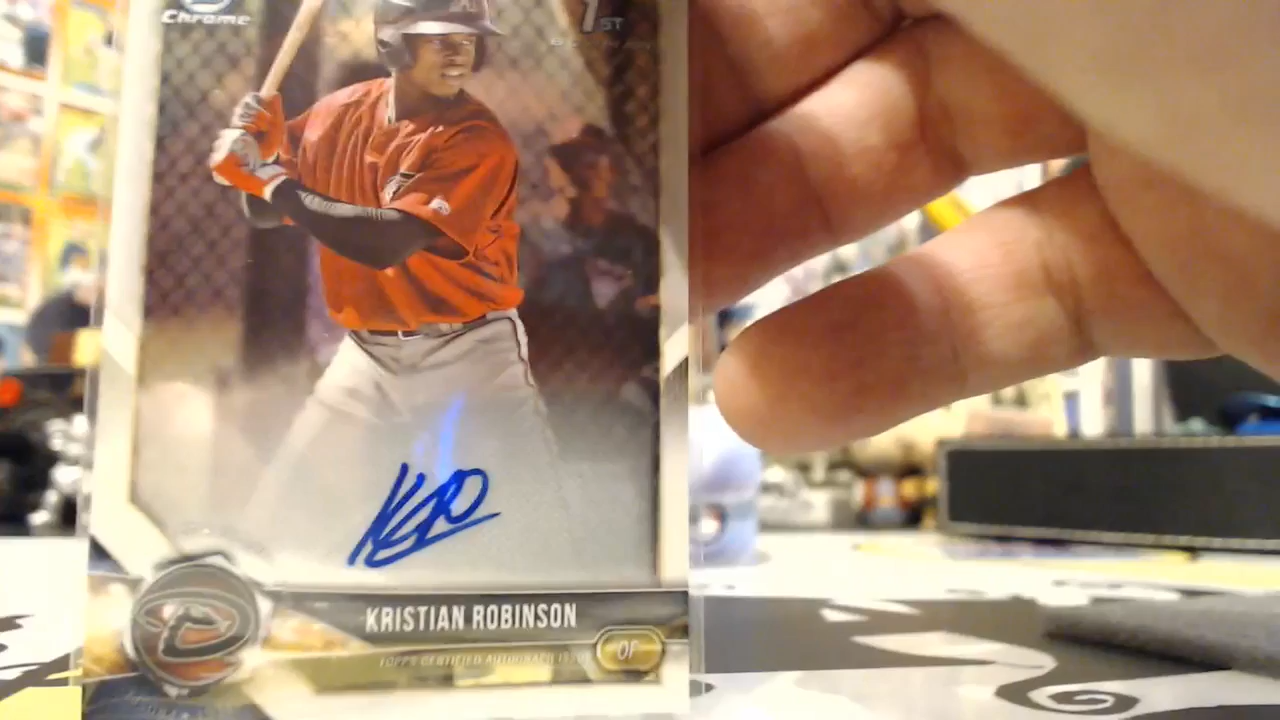 Chrome
1ST
KRISTIAN ROBINSON
OF
TOPPS CERTIFIED AUTOGRAPH ISSUE